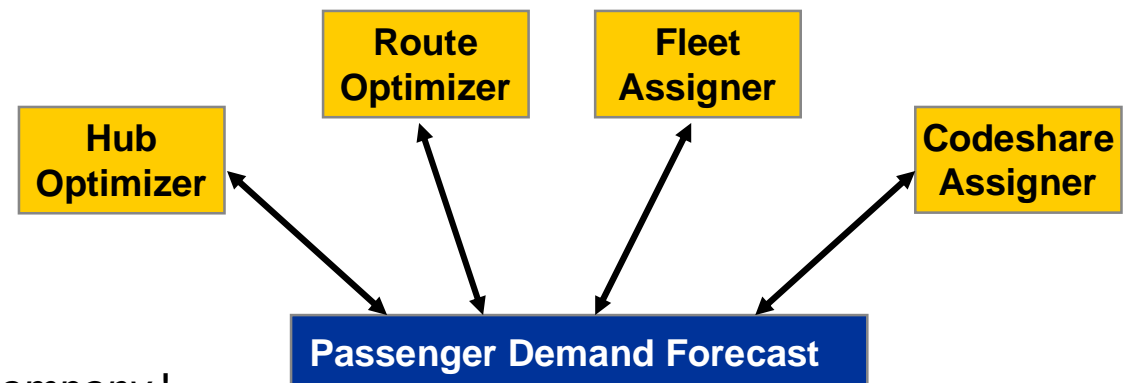 Route
Optimizer
Fleet
Assigner
Hub
Optimizer
Codeshare
Assigner
Passenger Demand Forecast